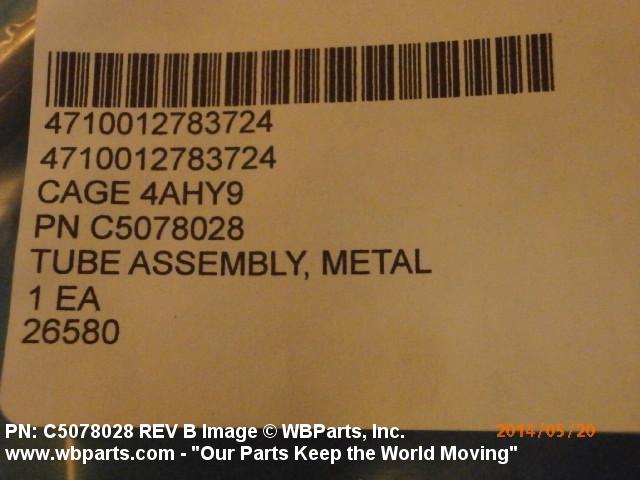 4710012783724
4710012783724
CAGE 4AHY9
PN C5078028
TUBE ASSEMBLY, METAL
1 EA
26580
PN: C5078028 REV B Image © WBParts, Inc.
2014/05/20
www.wbparts.com - "Our Parts Keep the World Moving"